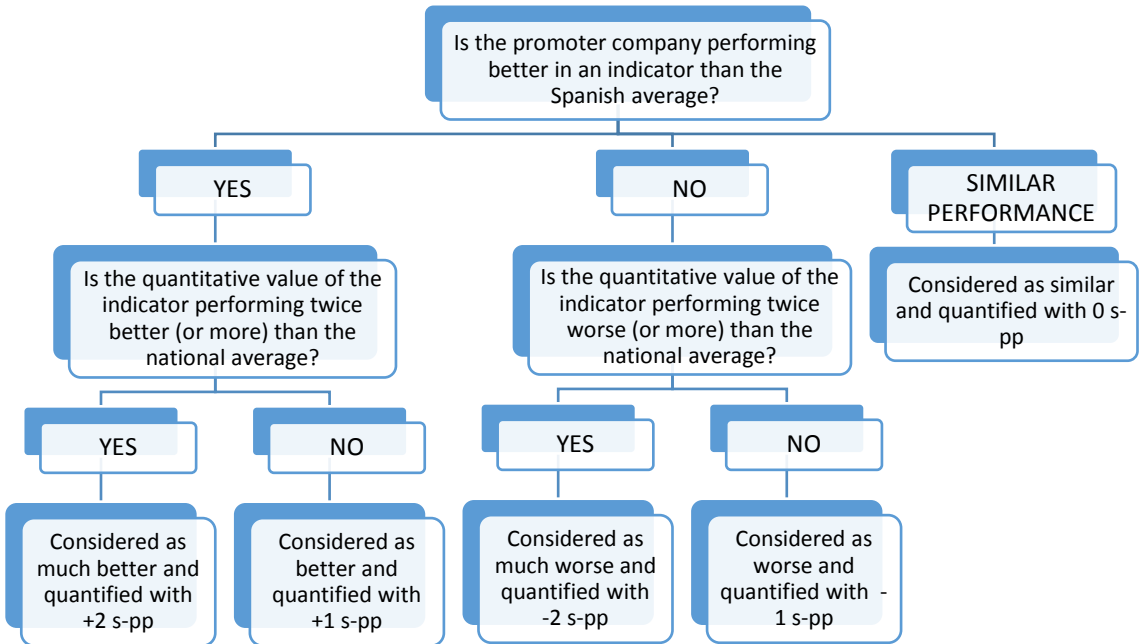 Is the promoter company performing
better in an indicator than the
Spanish average?
YES
NO
SIMILAR
PERFORMANCE
Is the quantitative value of the
indicator performing twice
better (or more) than the
national average?
Is the quantitative value of the
indicator performing twice
worse (or more) than the
national average?
Considered as similar
and quantified with 0 s-
pp
YES
NO
YES
NO
Considered as
much better and
quantified with
+2 s-pp
Considered as
better and
quantified with
+1 s-pp
Considered as
much worse and
quantified with
-2 s-pp
Considered as
worse and
quantified with -
1 s-pp